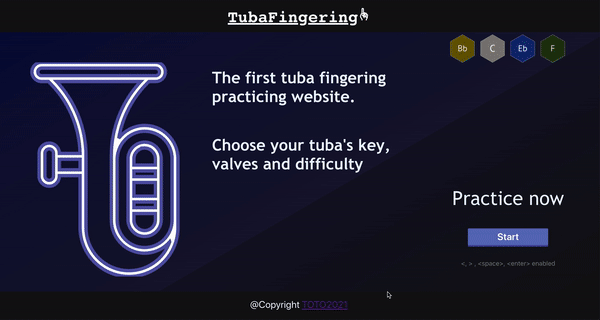 TubaFingering
Bb C Eb F
The first tuba fingering
practicing website.
Choose your tuba's key,
valves and difficulty
Practice now
Start
<, > , <space>, <enter> enabled
@Copyright TOTO2021